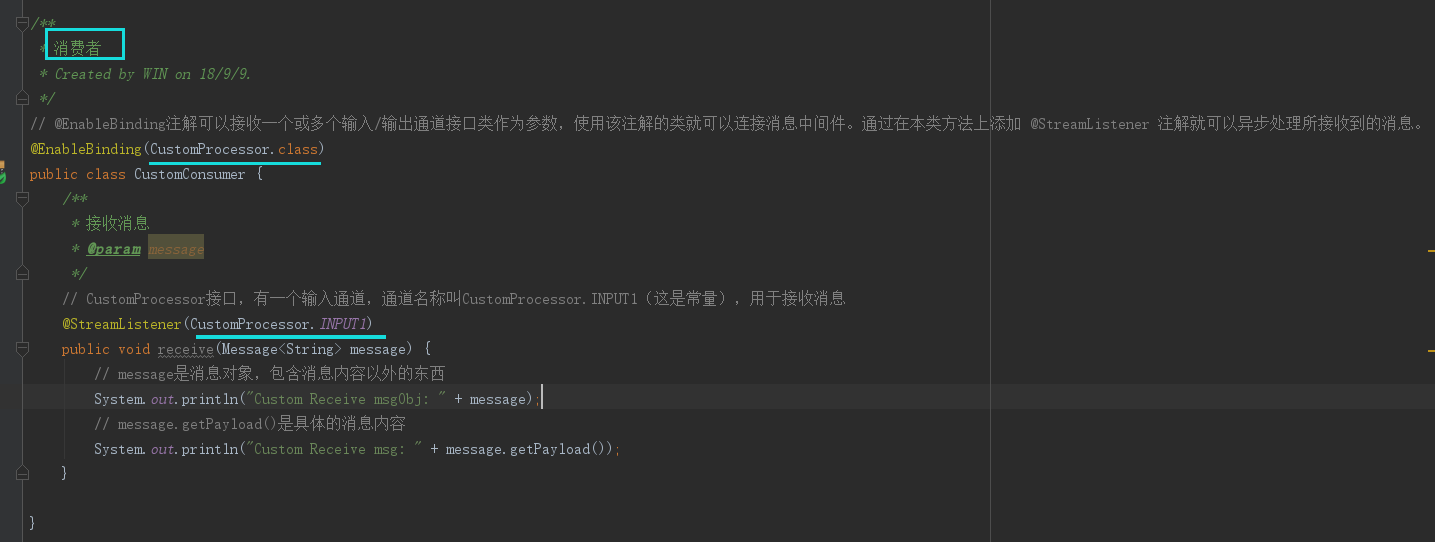 /**
* 消费者
* Created by WIN on 18/9/9.
*/
// @EnableBinding注解可以接收一个或多个输入/输出通道接口类作为参数，使用该注解的类就可以连接消息中间件。通过在本类方法上添加 @StreamListener 注解就可以异步处理所接收到的消息。
@EnableBinding(CustomProcessor.class)
public class CustomConsumer {
/**
* 接收消息
* @param message
*/
// CustomProcessor接口，有一个输入通道，通道名称叫CustomProcessor.INPUT1（这是常量），用于接收消息
@StreamListener(CustomProcessor.INPUT1)
public void receive(Message<String> message) {
// message是消息对象，包含消息内容以外的东西
System.out.println("Custom Receive msgObj: " + message);
// message.getPayload()是具体的消息内容
System.out.println("Custom Receive msg: " + message.getPayload());
}
}